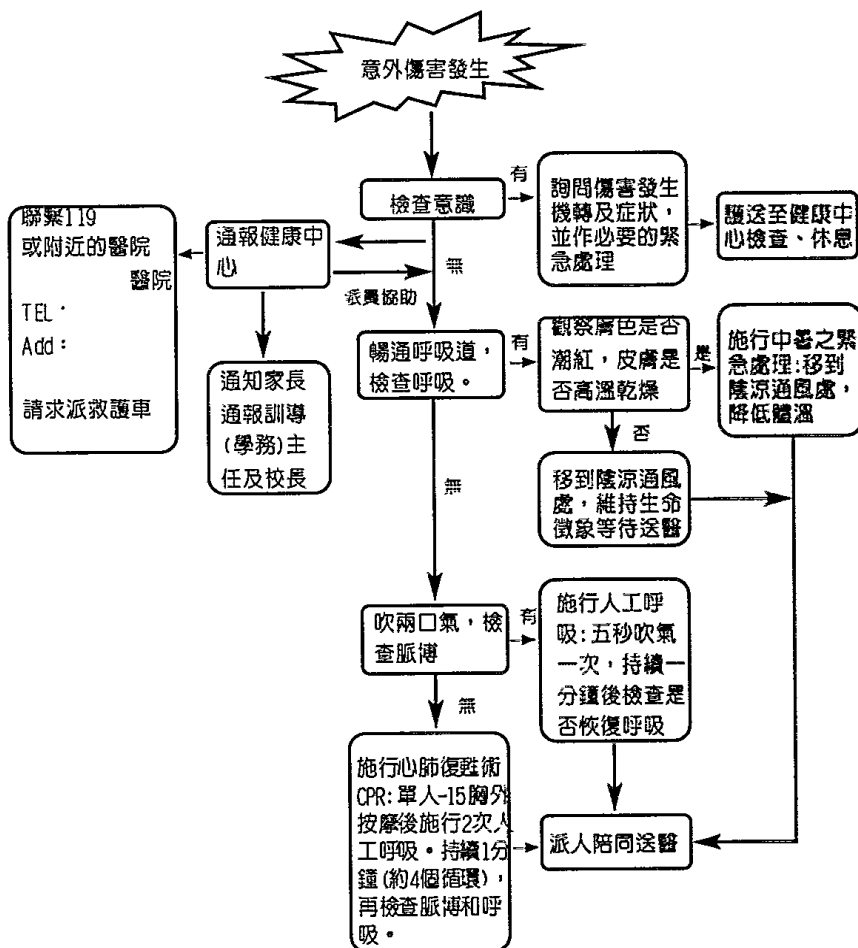 意外傷害發生
檢查意識
有
詢問傷害發生
機轉及症狀，
並作必要的緊
急處理
護送至健康中
心檢查、休息
聯繫119
或附近的醫院
醫院
TEL：
Add：
請求派救護車
通報健康中
心
派員協助
無
通知家長
通報訓導
(學務)主
任及校長
暢通呼吸道，
檢查呼吸。
有
觀察膚色是否
潮紅，皮膚是
否高溫乾燥
是
施行中暑之緊
急處理:移到
陰涼通風處，
降低體溫
否
移到陰涼通風
處，維持生命
徵象等待送醫
無
吹兩口氣，檢
查脈博
有
施行人工呼
吸:五秒吹氣
一次，持續一
分鐘後檢查是
否恢復呼吸
無
施行心肺復甦術
CPR:單人-15胸外
按摩後施行2次人
工呼吸。持續1分
鐘(約4個循環)，
再檢查脈博和呼
吸。
派人陪同送醫